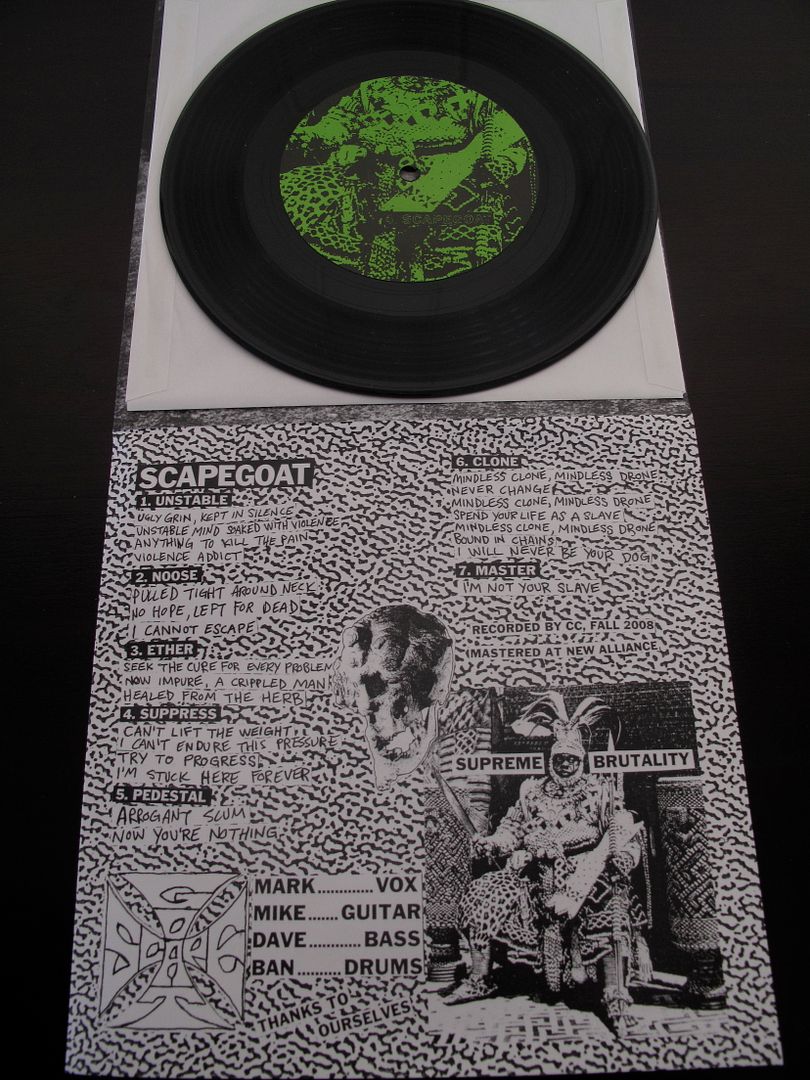 SCAPEGOAT
SCAPEGOAT
1. UNSTABLE
UGLY GRIN, KEPT IN SILENCE
UNSTABLE MIND SOAKED WITH VIOLENCE
ANYTHING TO KILL THE PAIN
VIOLENCE ADDICT
2. NOOSE
PULLED TIGHT AROUND NECK
NO HOPE, LEFT FOR DEAD
I CANNOT ESCAPE
3. ETHER
SEEK THE CURE FOR EVERY PROBLEM
NOW IMPURE, A CRIPPLED MAN
HEALED FROM THE HERB
4. SUPPRESS
CAN'T LIFT THE WEIGHT
I CAN'T ENDURE THIS PRESSURE
TRY TO PROGRESS
I'M STUCK HERE FOREVER
5. PEDESTAL
ARROGANT SCUM
NOW YOU'RE NOTHING
6. CLONE
MINDLESS CLONE, MINDLESS DRONE
NEVER CHANGE
MINDLESS CLONE, MINDLESS DRONE
SPEND YOUR LIFE AS A SLAVE
MINDLESS CLONE, MINDLESS DRONE
BOUND IN CHAINS
I WILL NEVER BE YOUR DOG
7. MASTER
I'M NOT YOUR SLAVE
RECORDED BY CC, FALL 2008
MASTERED AT NEW ALLIANCE
SUPREME BRUTALITY
MARK............VOX
MIKE......GUITAR
DAVE...........BASS
BAN..........DRUMS
THANKS TO
OURSELVES